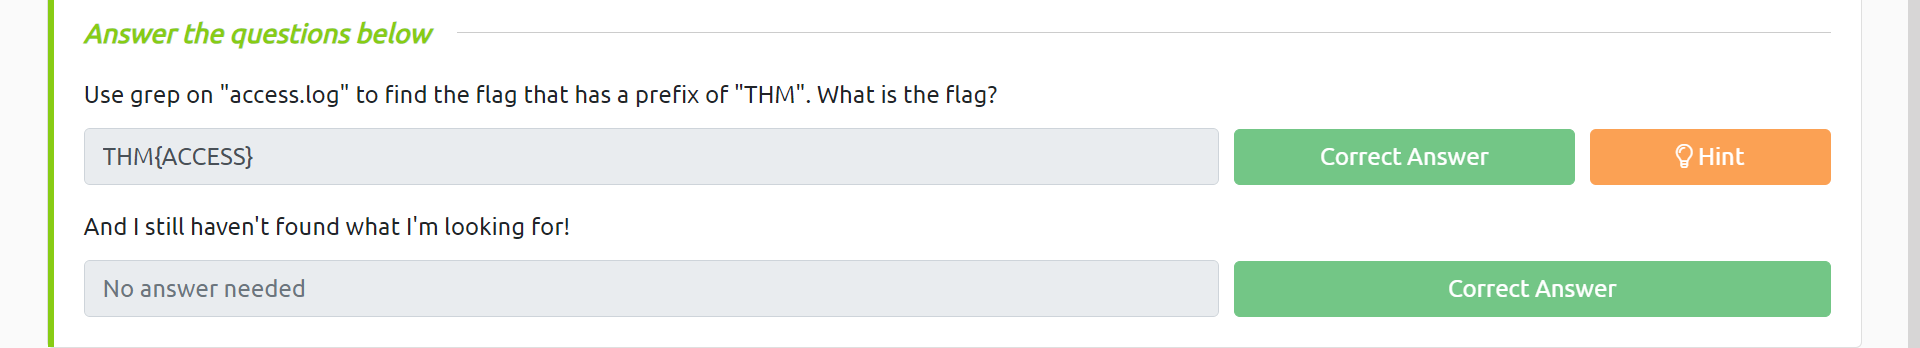 Answer the questions below
Use grep on "access.log" to find the flag that has a prefix of "THM". What is the flag?
THM{ACCESS}
Correct Answer
Hint
And I still haven't found what I'm looking for!
No answer needed
Correct Answer